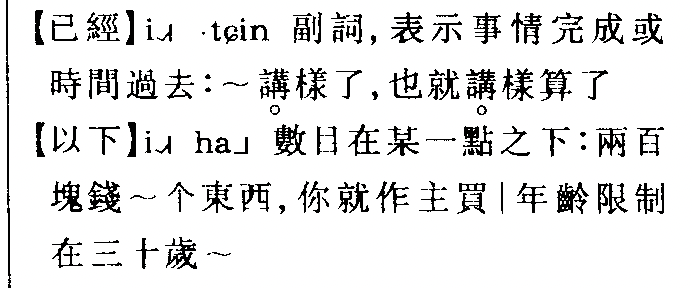 【已經】i˩ ·tɕin 副詞，表示事情完成或
時間過去：～講樣了，也就講樣算了
【以下】i˩ ha」 數目在某一點之下：兩百
塊錢～个東西，你就作主買｜年齡限制
在三十歲～